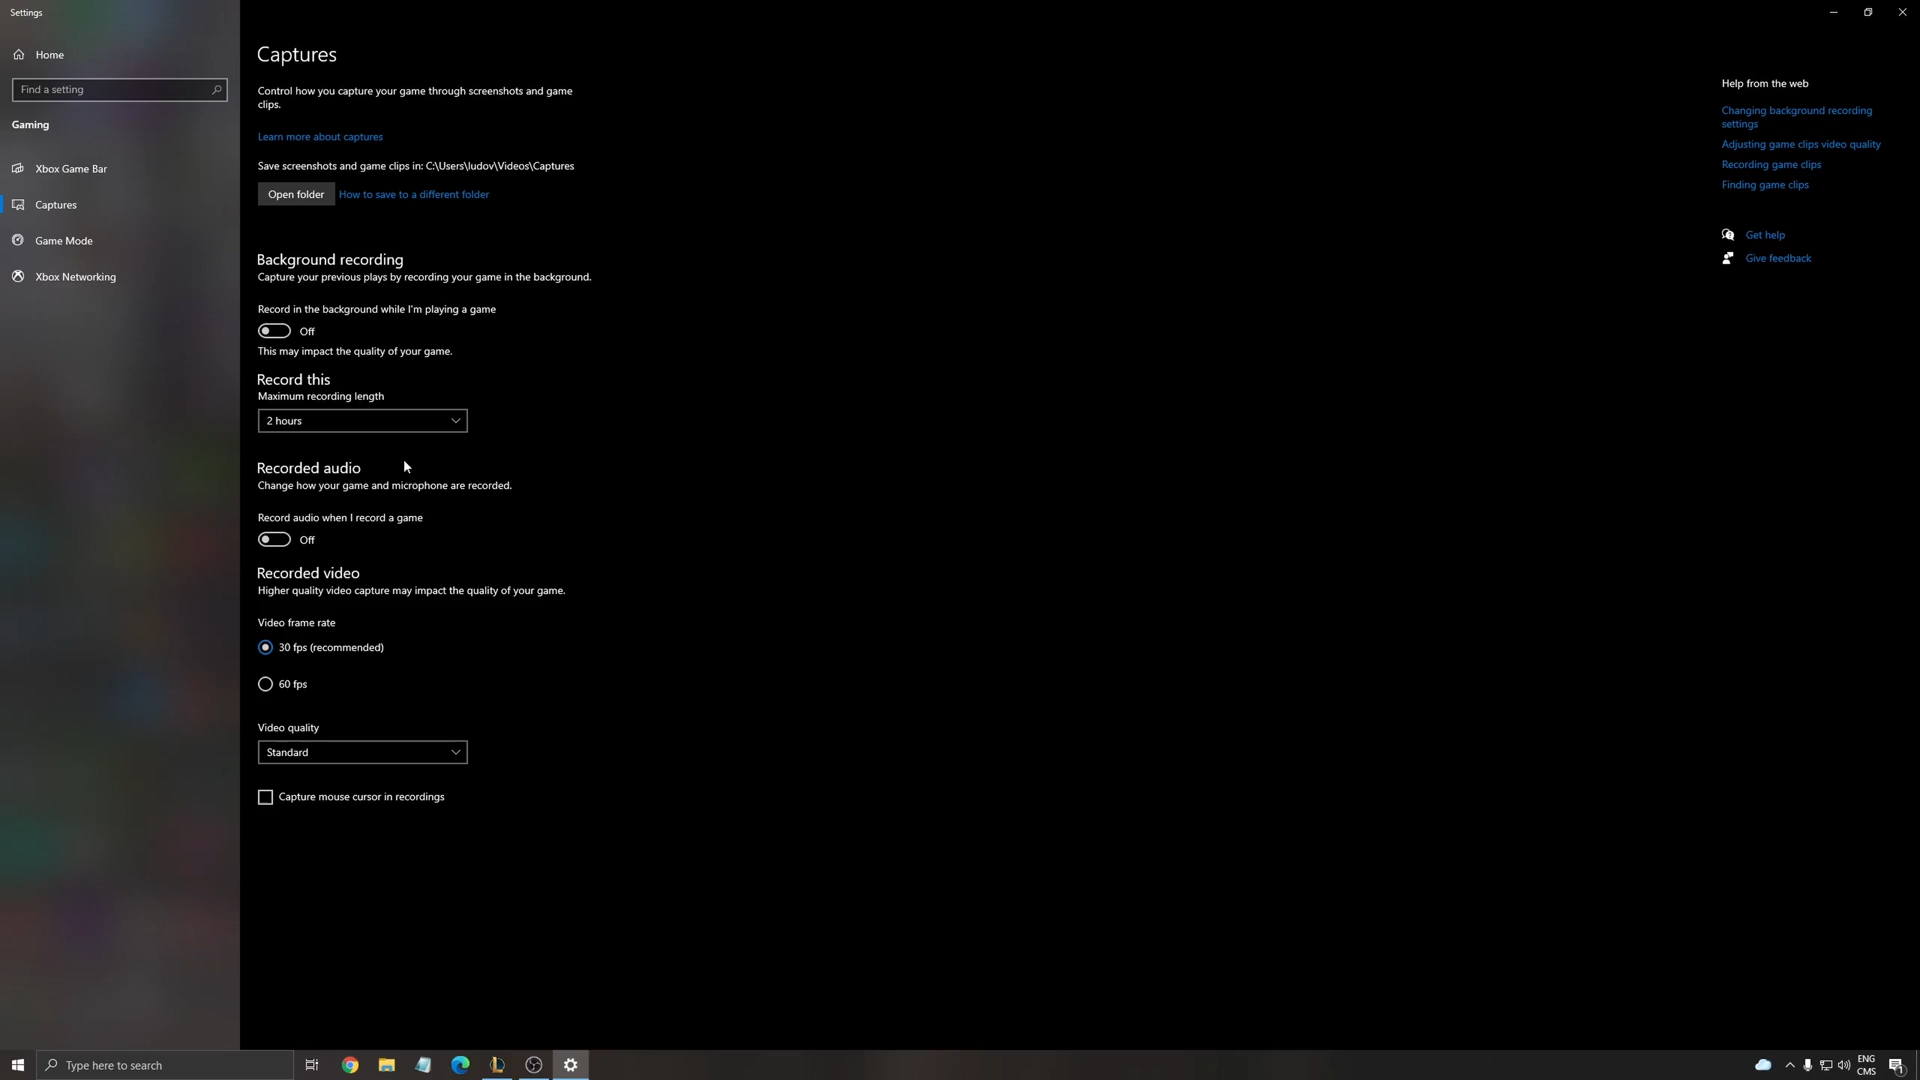 Settings
Home
Find a setting
Gaming
Xbox Game Bar
Captures
Game Mode
Xbox Networking
Captures
Control how you capture your game through screenshots and game
clips.
Learn more about captures
Save screenshots and game clips in: C:\Users\ludov\Videos\Captures
Open folder
How to save to a different folder
Background recording
Capture your previous plays by recording your game in the background.
Record in the background while I'm playing a game
Off
This may impact the quality of your game.
Record this
Maximum recording length
2 hours
Recorded audio
Change how your game and microphone are recorded.
Record audio when I record a game
Off
Recorded video
Higher quality video capture may impact the quality of your game.
Video frame rate
30 fps (recommended)
60 fps
Video quality
Standard
Capture mouse cursor in recordings
Help from the web
Changing background recording
settings
Adjusting game clips video quality
Recording game clips
Finding game clips
Get help
Give feedback
Type here to search
ENG
CMS
1